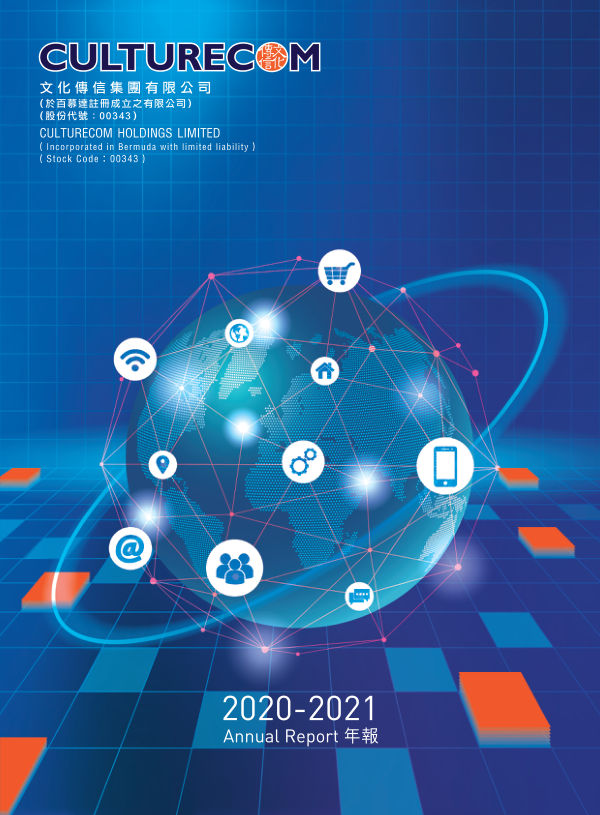 CULTURECOM
文化傳信集團有限公司
(於百慕達註冊成立之有限公司)
(股份代號：00343)
CULTURECOM HOLDINGS LIMITED
( Incorporated in Bermuda with limited liability )
( Stock Code：00343 )
@
2020-2021
Annual Report 年報